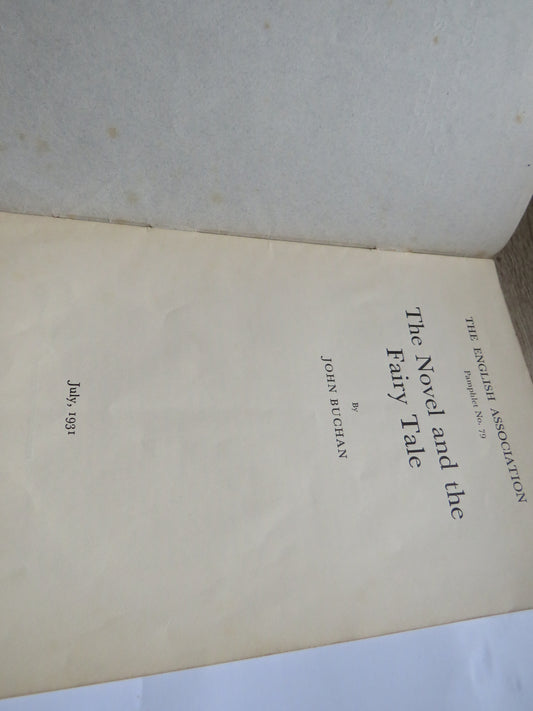 THE ENGLISH ASSOCIATION
Pamphlet No. 79
The Novel and the
Fairy Tale
By
JOHN BUCHAN
July, 1931